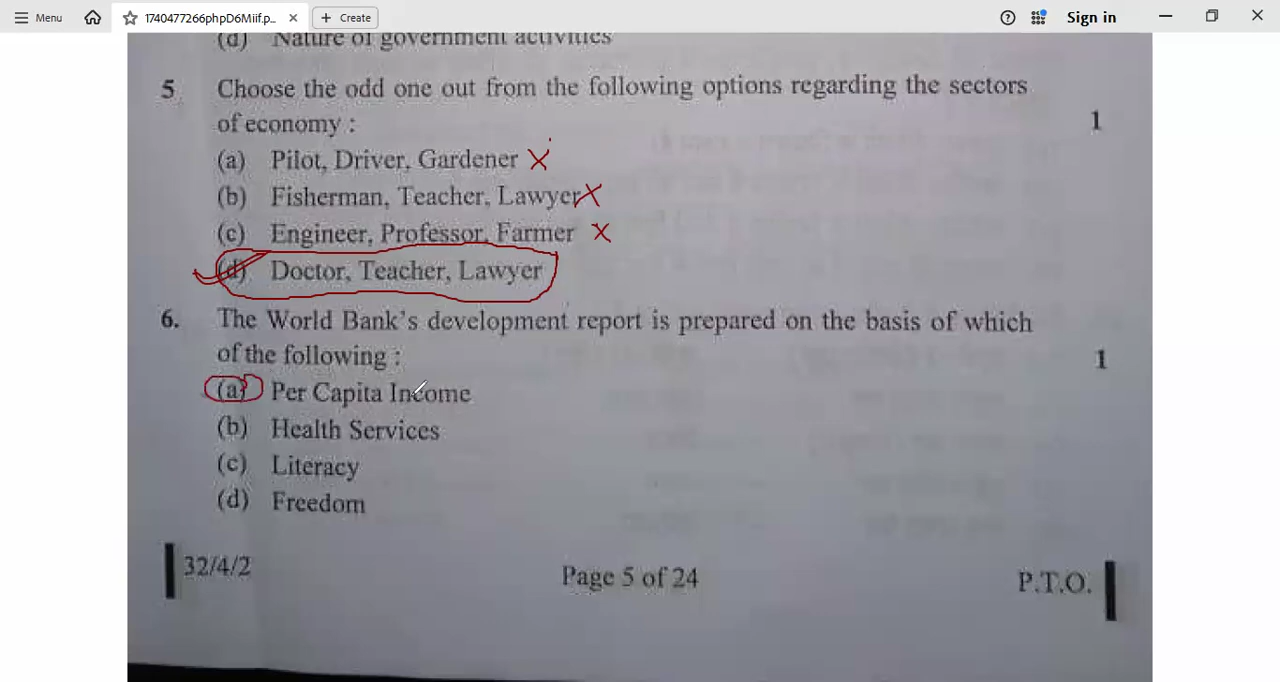 Menu
1740477266phpD6Miif.p...
+ Create
Sign in
(d) Nature of government activities
5 Choose the odd one out from the following options regarding the sectors
of economy :
1
(a) Pilot, Driver, Gardener
(b) Fisherman, Teacher, Lawyer
(c) Engineer, Professor, Farmer
(d) Doctor, Teacher, Lawyer
6. The World Bank's development report is prepared on the basis of which
of the following :
1
(a) Per Capita Income
(b) Health Services
(c) Literacy
(d) Freedom
32/4/2
Page 5 of 24
P.T.O.